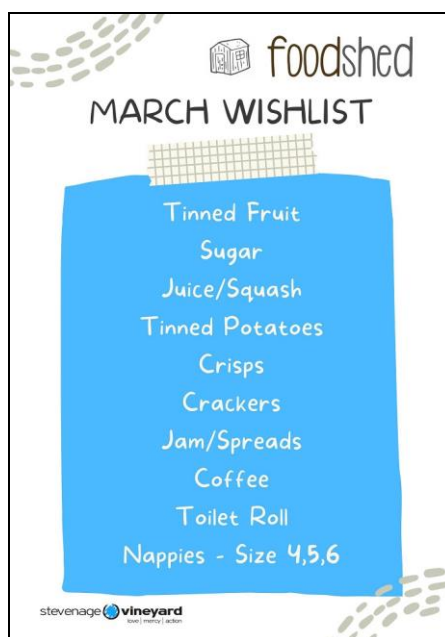 foodshed
MARCH WISHLIST
Tinned Fruit
Sugar
Juice/Squash
Tinned Potatoes
Crisps
Crackers
Jam/Spreads
Coffee
Toilet Roll
Nappies - Size 4,5,6
stevenage vineyard
love | mercy | action